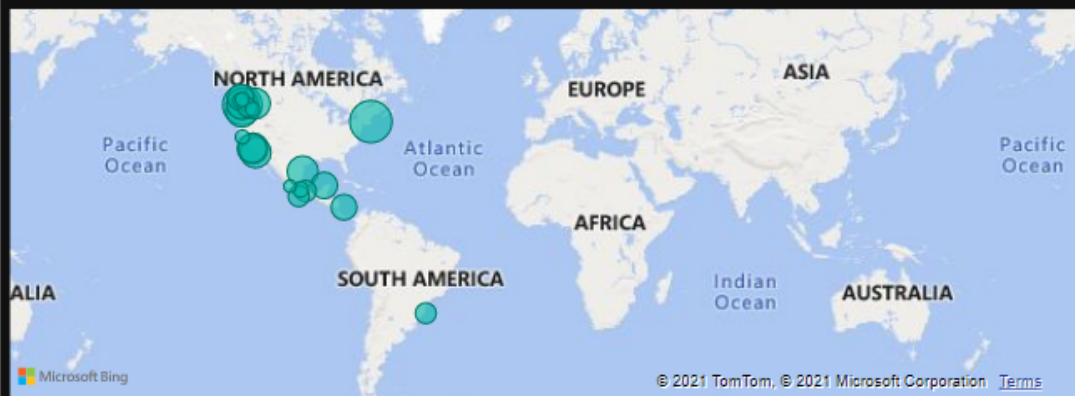 NORTH AMERICA
EUROPE
ASIA
Pacific
Ocean
Atlantic
Ocean
Pacific
Ocean
AFRICA
SOUTH AMERICA
Indian
Ocean
ALIA
AUSTRALIA
Microsoft Bing
© 2021 TomTom, © 2021 Microsoft Corporation Terms